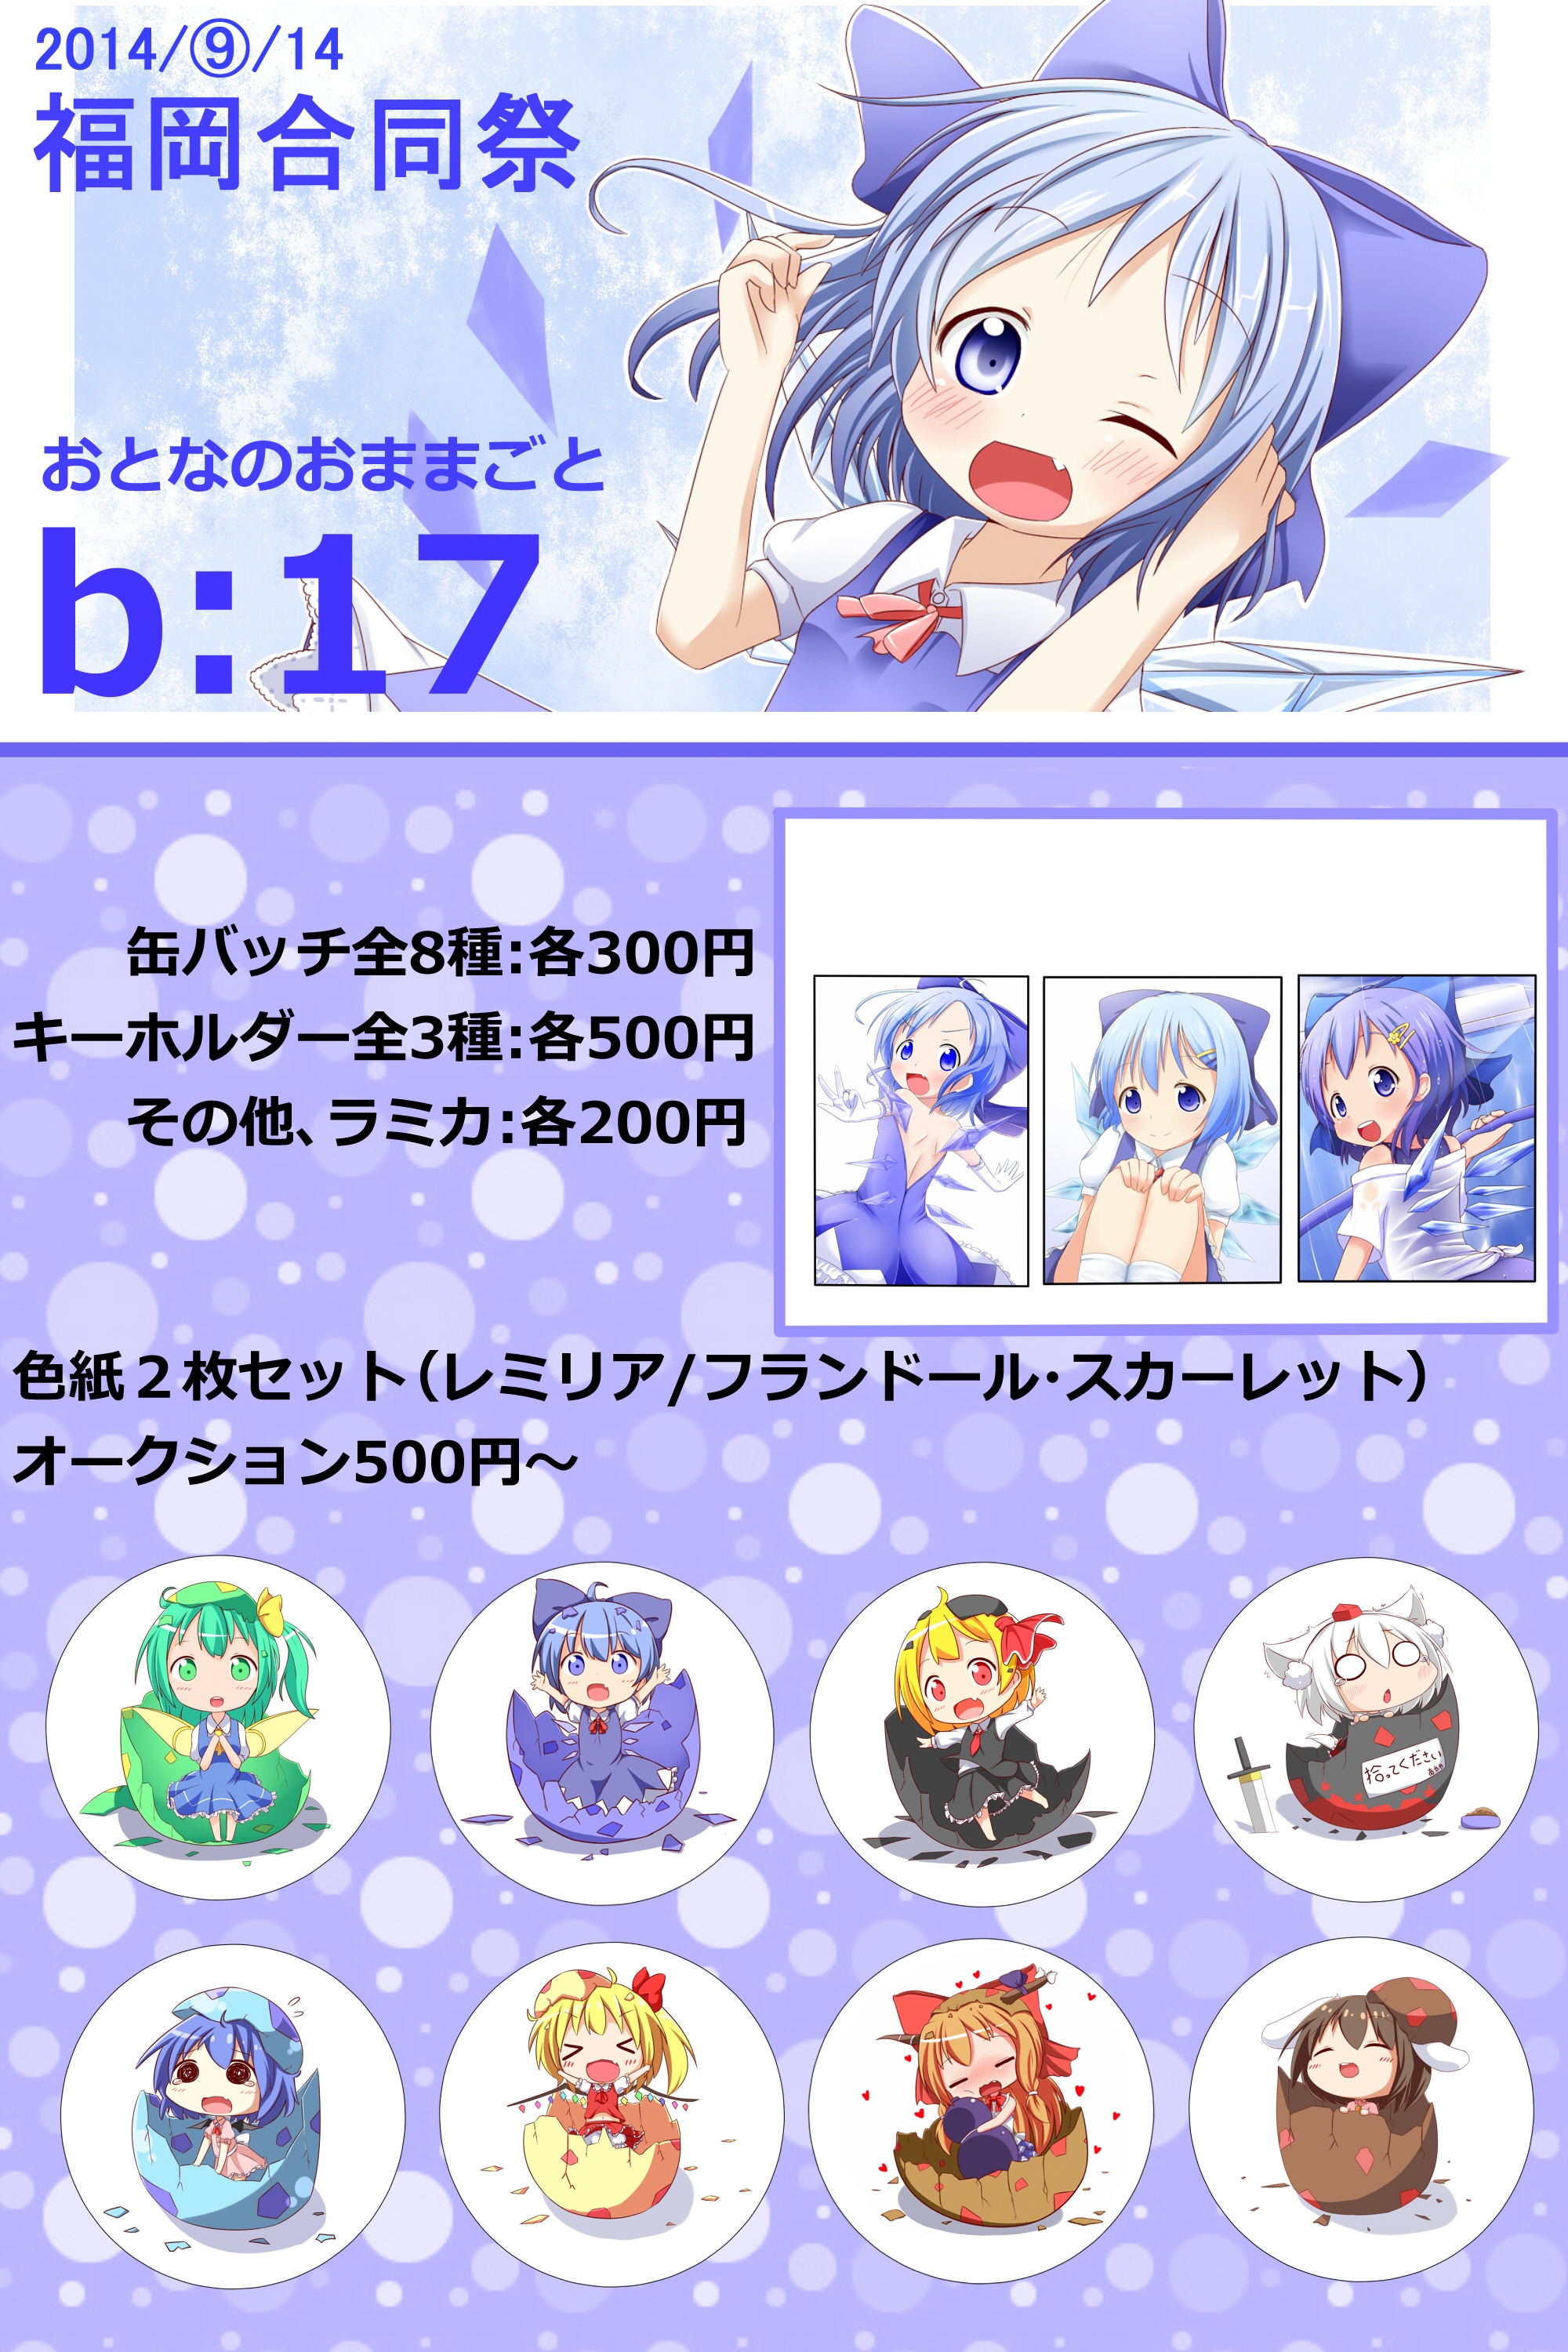 2014/⑨/14
福岡合同祭
おとなのおままごと
b:17
缶バッチ全8種:各300円
キーホルダー全3種:各500円
その他、ラミカ:各200円
色紙２枚セット(レミリア/フランドール・スカーレット)
オークション500円～
拾ってください